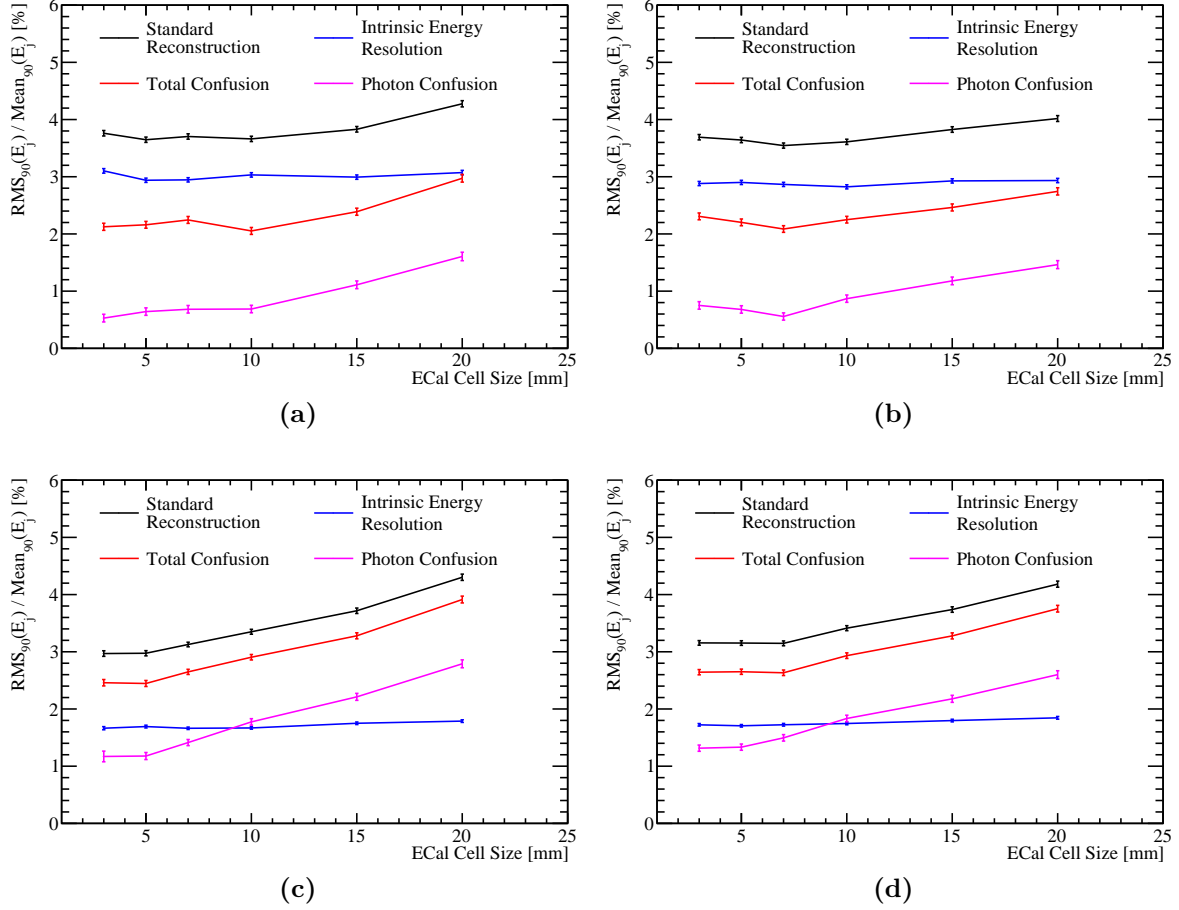 RMS90(Ej) / Mean90(Ej) [%]
6
5
4
3
2
1
0
Standard
Reconstruction
Intrinsic Energy
Resolution
Total Confusion
Photon Confusion
5 10 15 20 25
ECal Cell Size [mm]
(a)
RMS90(Ej) / Mean90(Ej) [%]
6
5
4
3
2
1
0
Standard
Reconstruction
Intrinsic Energy
Resolution
Total Confusion
Photon Confusion
5 10 15 20 25
ECal Cell Size [mm]
(b)
RMS90(Ej) / Mean90(Ej) [%]
6
5
4
3
2
1
0
Standard
Reconstruction
Intrinsic Energy
Resolution
Total Confusion
Photon Confusion
5 10 15 20 25
ECal Cell Size [mm]
(c)
RMS90(Ej) / Mean90(Ej) [%]
6
5
4
3
2
1
0
Standard
Reconstruction
Intrinsic Energy
Resolution
Total Confusion
Photon Confusion
5 10 15 20 25
ECal Cell Size [mm]
(d)